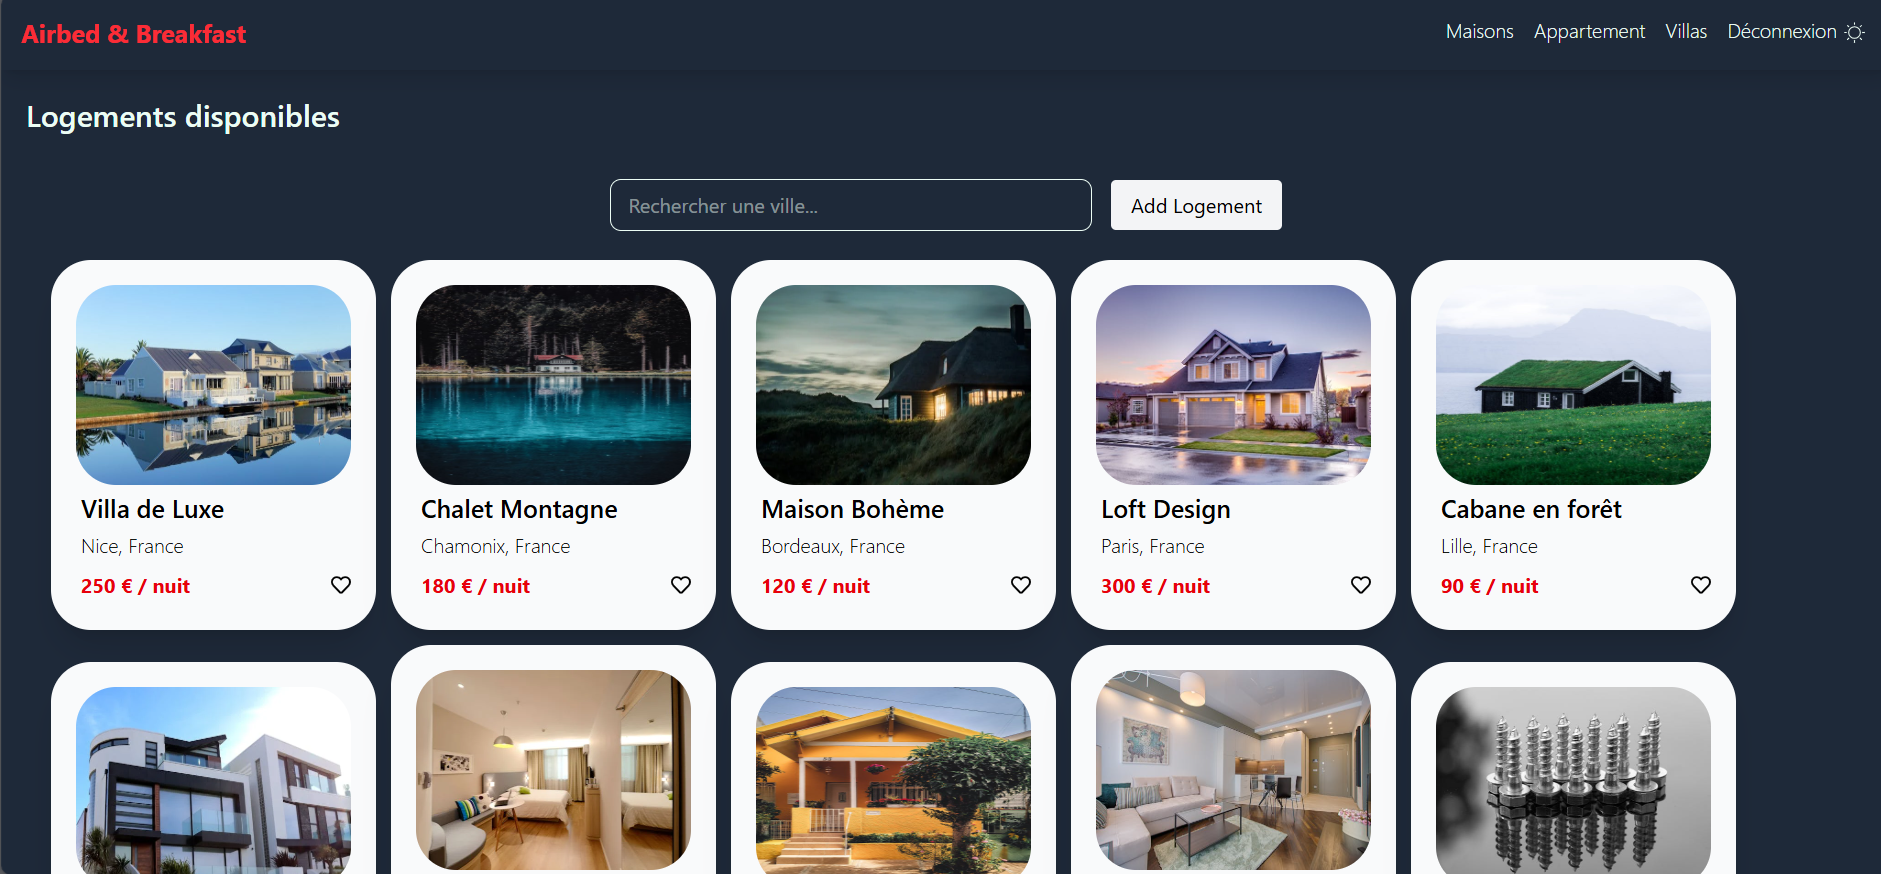 Airbed & Breakfast
Maisons Appartement Villas Déconnexion
Logements disponibles
Rechercher une ville...
Add Logement
Villa de Luxe
Nice, France
250 € / nuit
Chalet Montagne
Chamonix, France
180 € / nuit
Maison Bohème
Bordeaux, France
120 € / nuit
Loft Design
Paris, France
300 € / nuit
Cabane en forêt
Lille, France
90 € / nuit